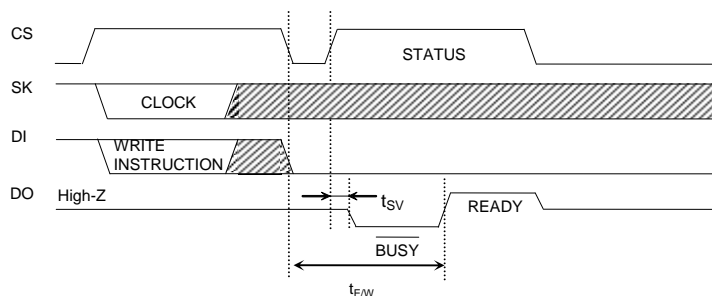 CS
STATUS
SK
CLOCK
DI
WRITE
INSTRUCTION
DO
High-Z
tSV
READY
BUSY
tE/W